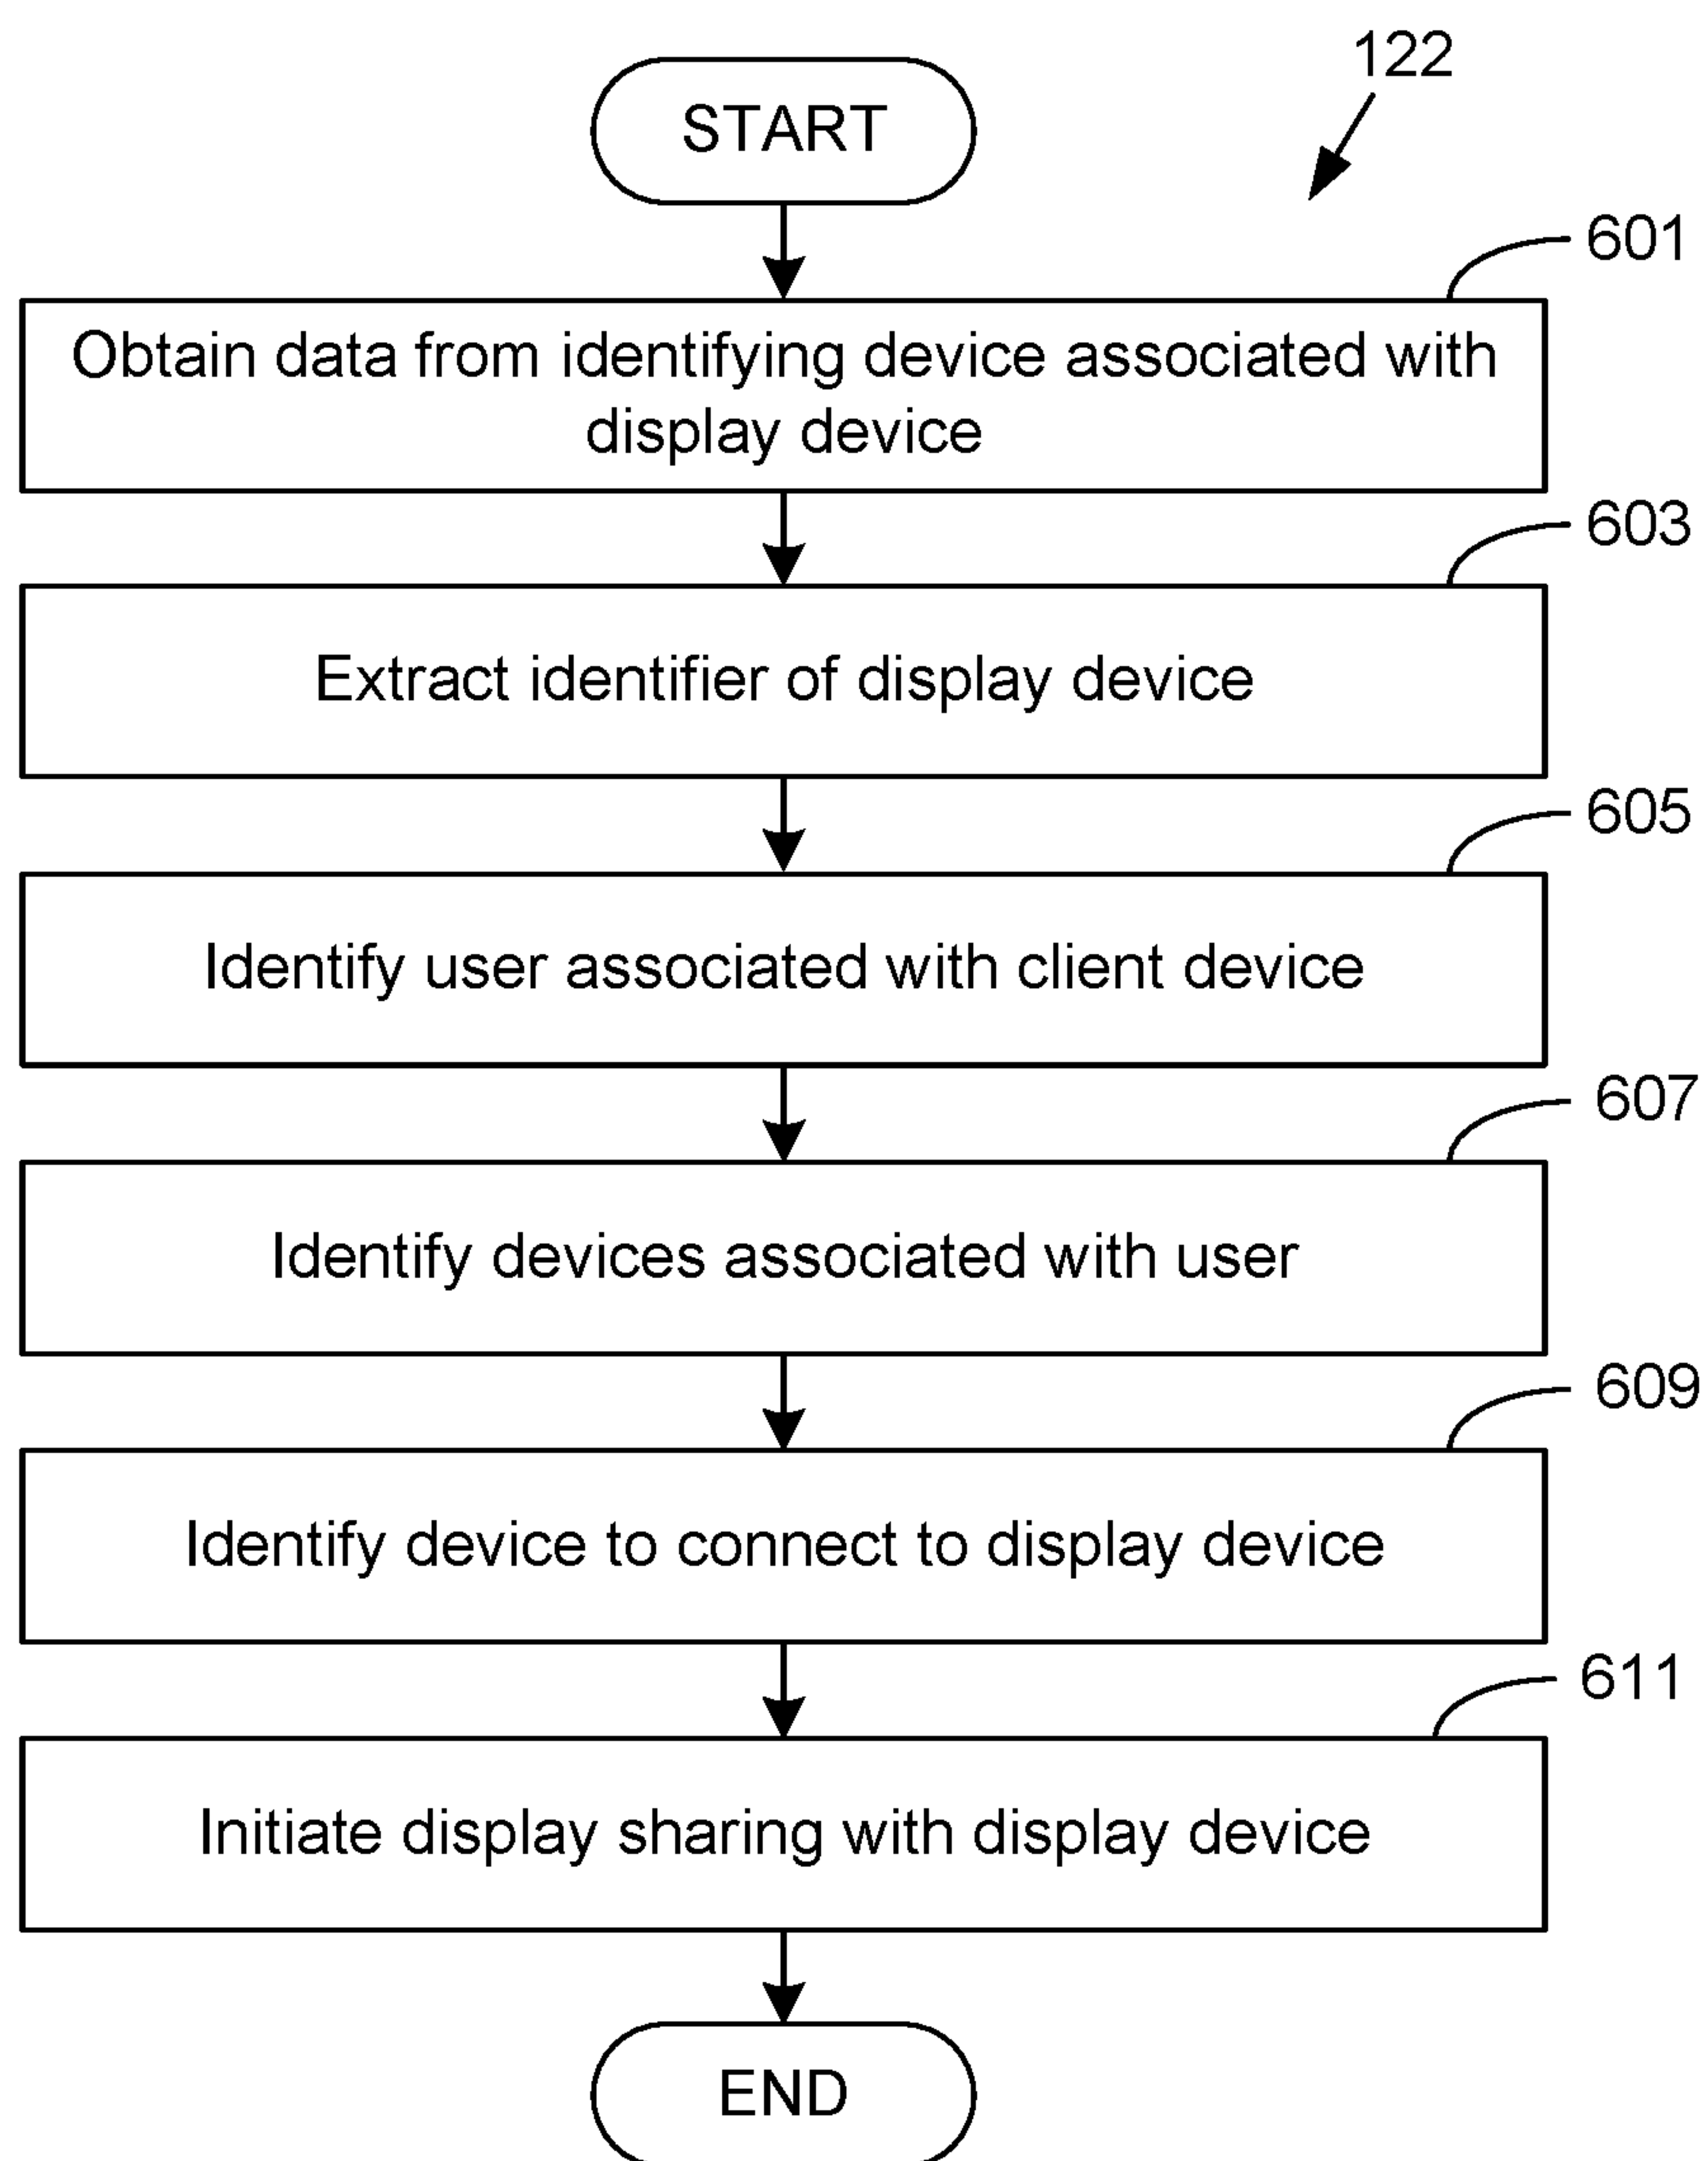 122
START
601
Obtain data from identifying device associated with
display device
603
Extract identifier of display device
605
Identify user associated with client device
607
Identify devices associated with user
609
Identify device to connect to display device
611
Initiate display sharing with display device
END